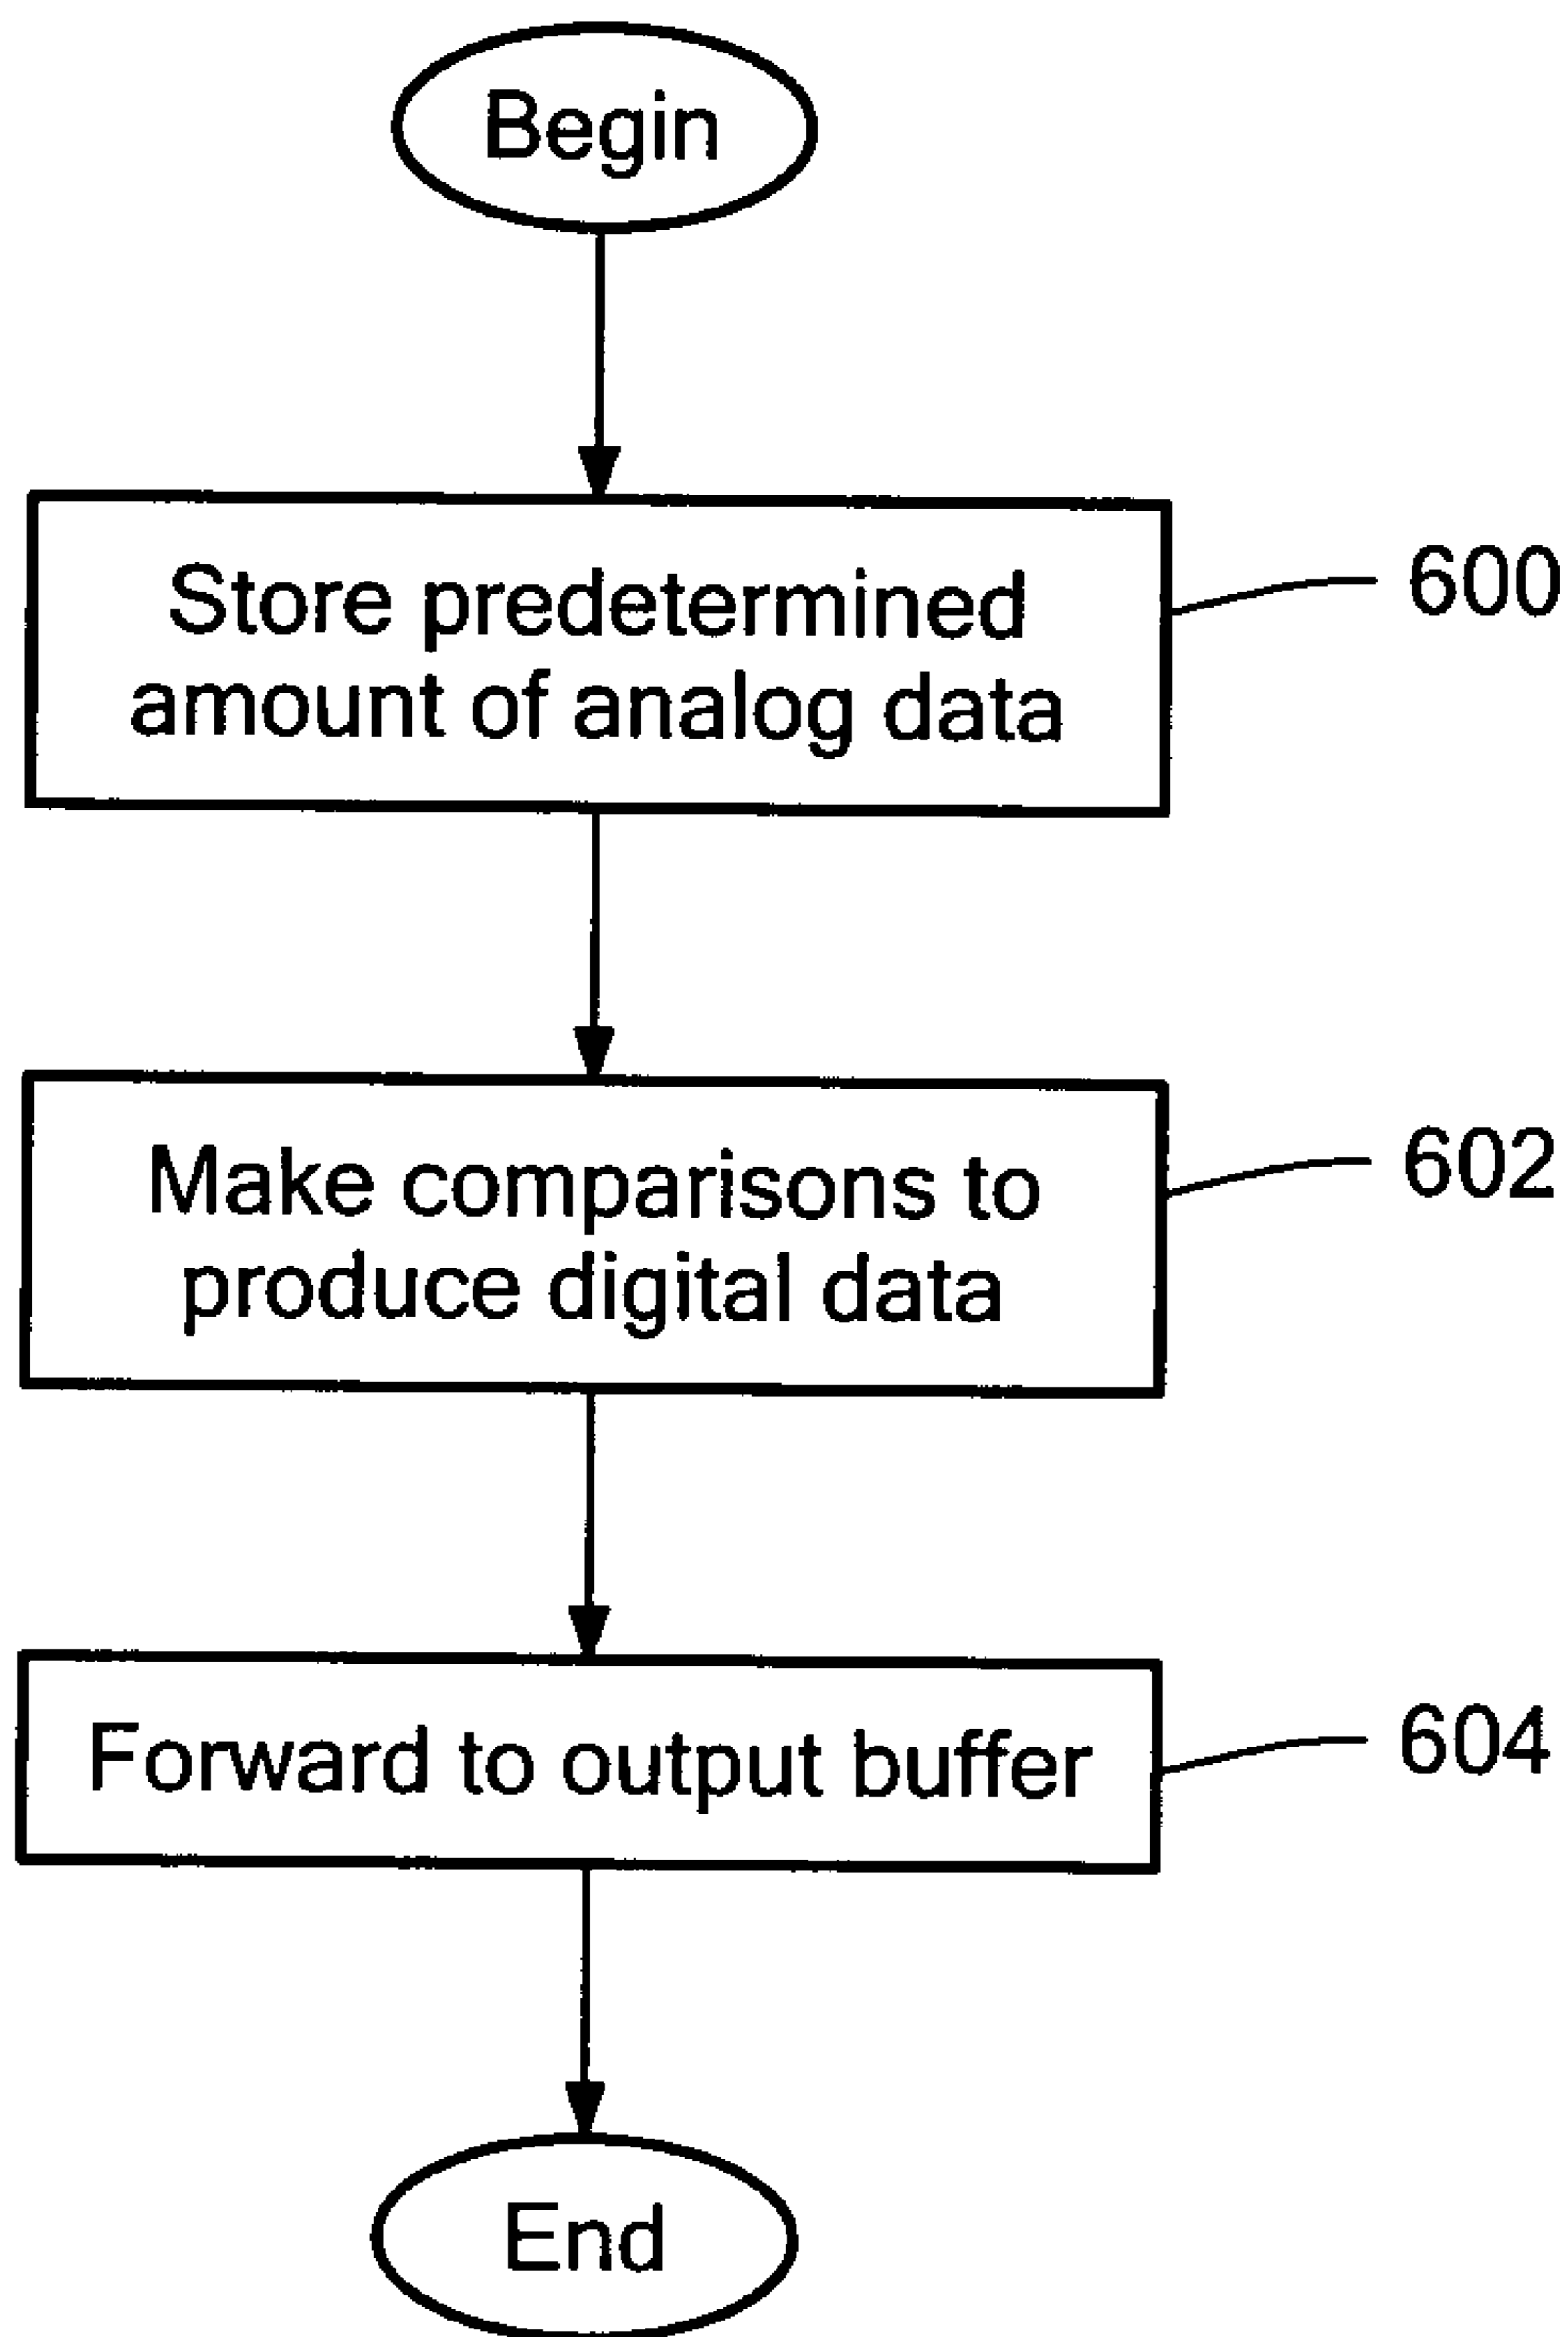 Begin
Store predetermined
amount of analog data
600
Make comparisons to
produce digital data
602
Forward to output buffer
604
End